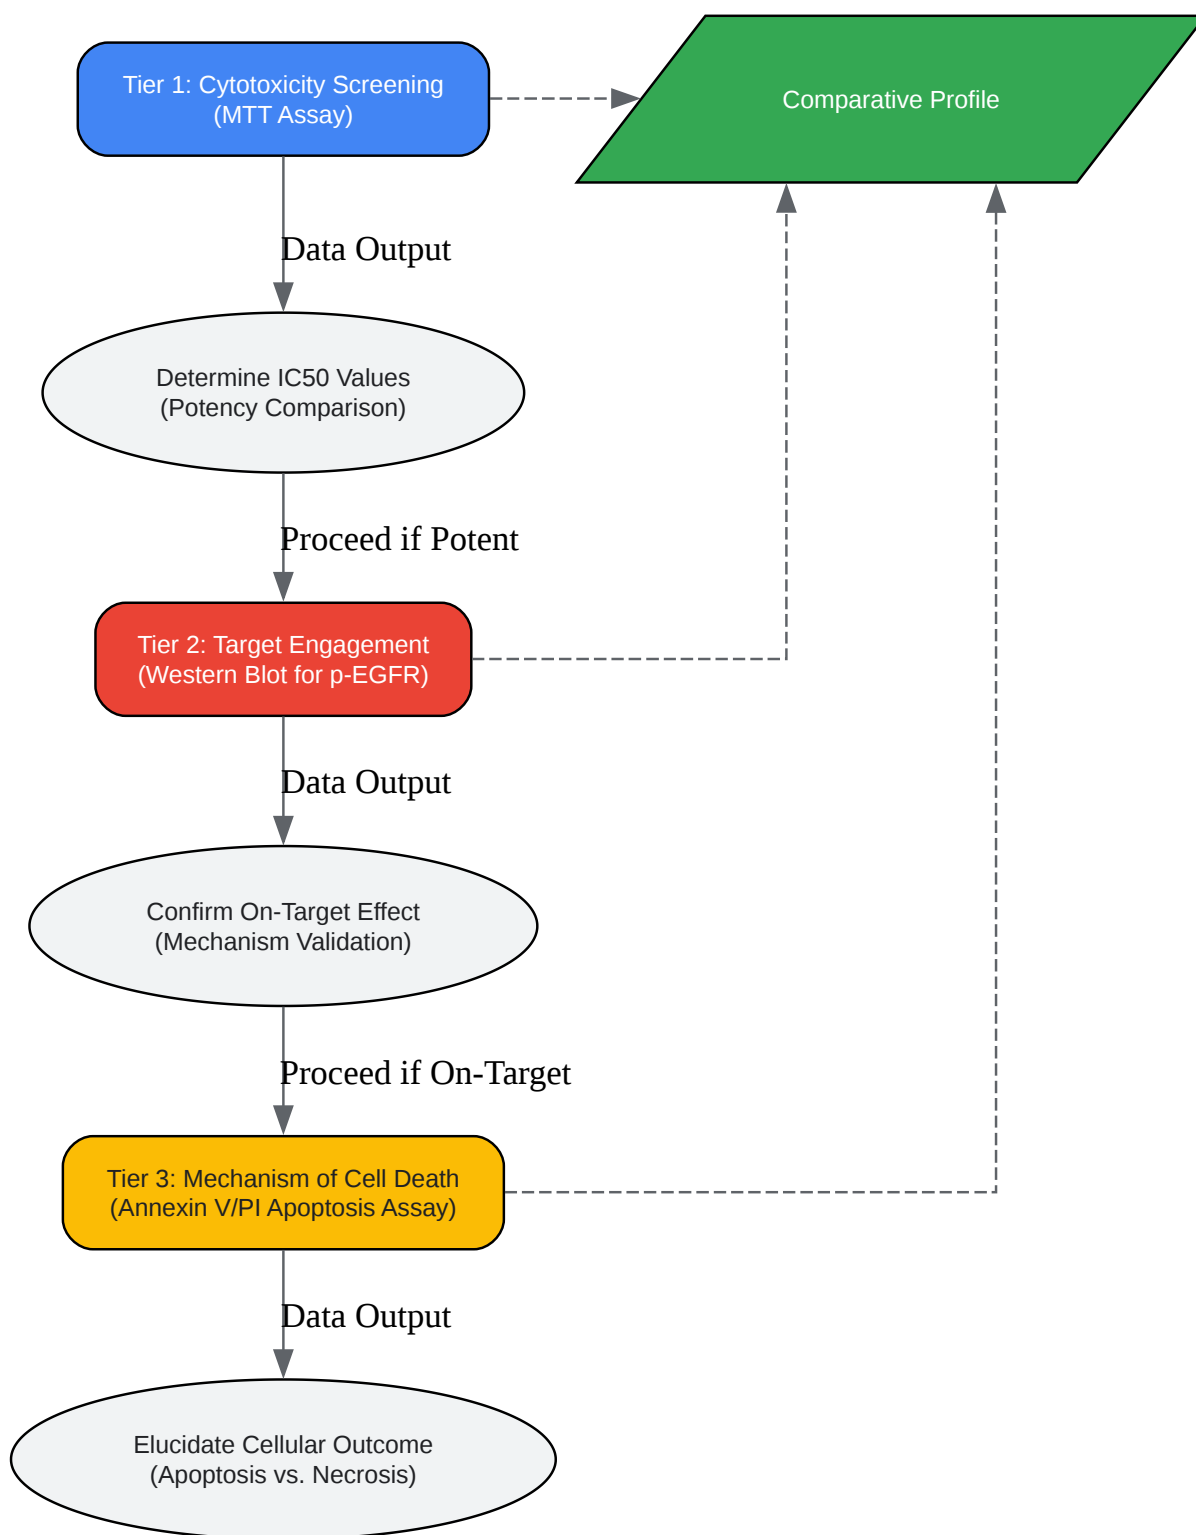 Tier 1: Cytotoxicity Screening
(MTT Assay)
Comparative Profile
Data Output
Determine IC50 Values
(Potency Comparison)
Proceed if Potent
Tier 2: Target Engagement
(Western Blot for p-EGFR)
Data Output
Confirm On-Target Effect
(Mechanism Validation)
Proceed if On-Target
Tier 3: Mechanism of Cell Death
(Annexin V/PI Apoptosis Assay)
Data Output
Elucidate Cellular Outcome
(Apoptosis vs. Necrosis)